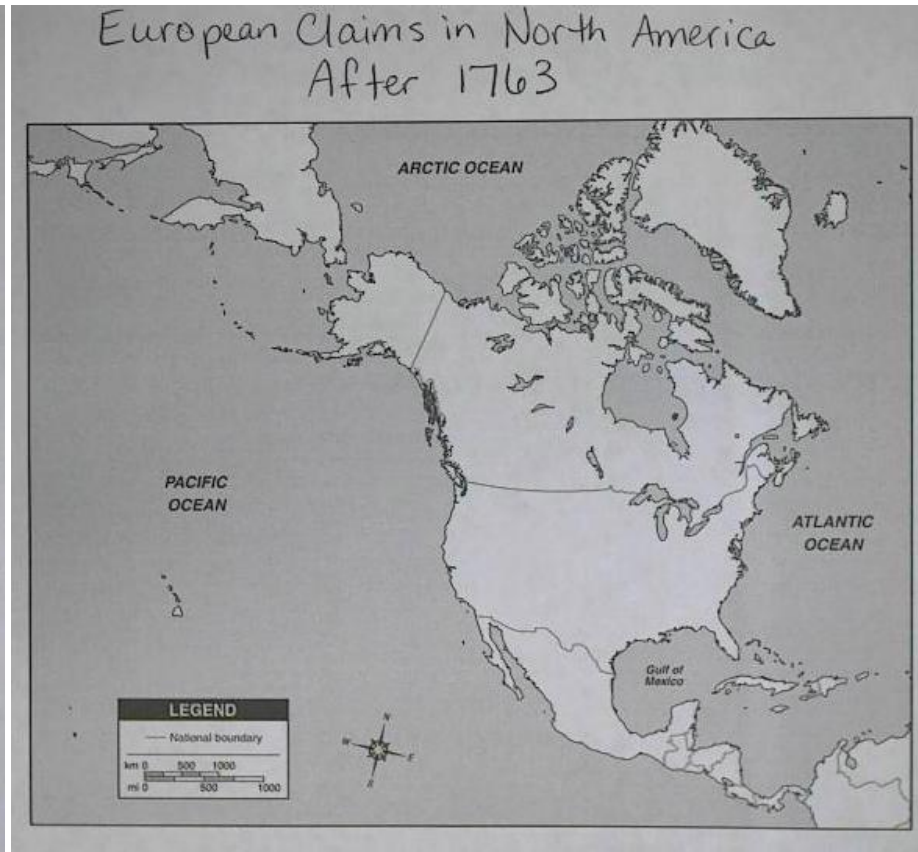 European Claims in North America
After 1763
ARCTIC OCEAN
PACIFIC
OCEAN
ATLANTIC
OCEAN
Gulf of
Mexico
LEGEND
National boundary
km 0 500 1000
mi 0 500 1000
N
W
E
S